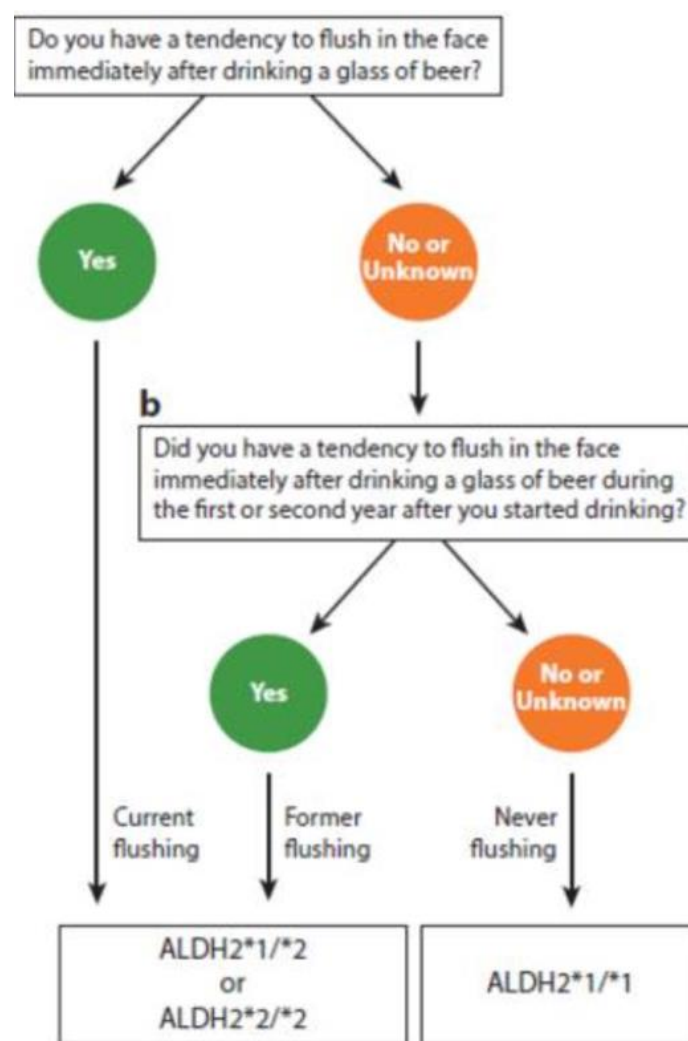 Do you have a tendency to flush in the face
immediately after drinking a glass of beer?
Yes
No or
Unknown
b
Did you have a tendency to flush in the face
immediately after drinking a glass of beer during
the first or second year after you started drinking?
Yes
No or
Unknown
Current
flushing
Former
flushing
Never
flushing
ALDH2*1/*2
or
ALDH2*2/*2
ALDH2*1/*1